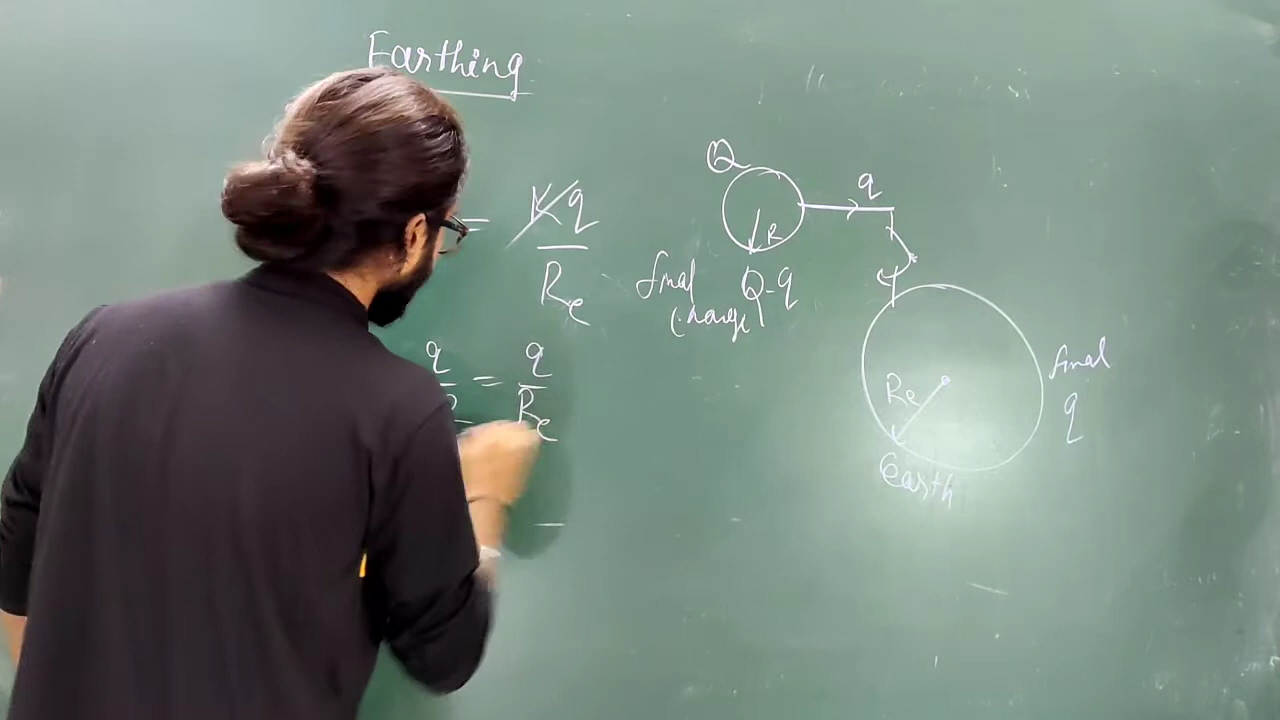 Earthing
= Kq
Re
q = q
Re
Q
q
R
final Q-q
charge
q
Re
Earth
final
q